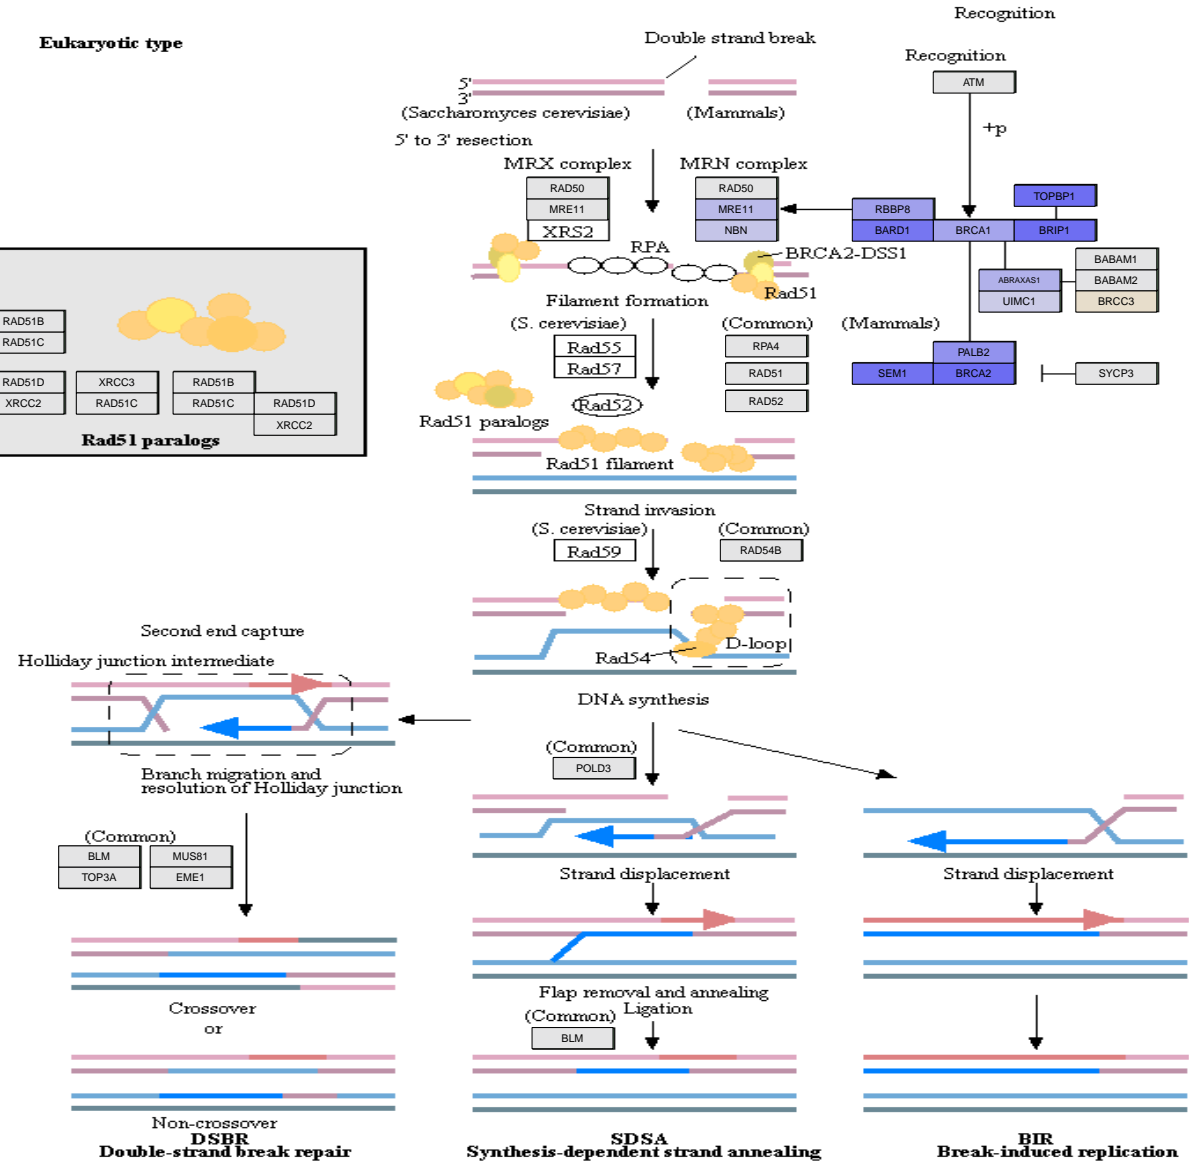 Recognition
Eukaryotic type
Double strand break
Recognition
ATM
5'
3'
(Saccharomyces cerevisiae)
(Mammals)
+p
5' to 3' resection
MRX complex
MRN complex
RAD50
MRE11
XRS2
RAD50
MRE11
NBN
RBBP8
BARD1
BRCA1
TOPBP1
BRIP1
RPA
BRCA2-DSS1
Rad51
ABRAXAS1
UIMC1
BABAM1
BABAM2
BRCC3
Filament formation
(S. cerevisiae)
(Common)
(Mammals)
Rad55
Rad57
Rad52
RPA4
RAD51
RAD52
PALB2
SEM1
BRCA2
SYCP3
RAD51B
RAD51C
RAD51D
XRCC2
XRCC3
RAD51C
RAD51B
RAD51C
RAD51D
XRCC2
Rad51 paralogs
Rad51 paralogs
Rad51 filament
Strand invasion
(S. cerevisiae)
(Common)
Rad59
RAD54B
Rad54
D-loop
Second end capture
Holliday junction intermediate
DNA synthesis
(Common)
POLD3
Branch migration and
resolution of Holliday junction
(Common)
BLM
TOP3A
MUS81
EME1
Strand displacement
Strand displacement
Flap removal and annealing
Ligation
(Common)
BLM
Crossover
or
Non-crossover
DSBR
Double-strand break repair
SDSA
Synthesis-dependent strand annealing
BIR
Break-induced replication